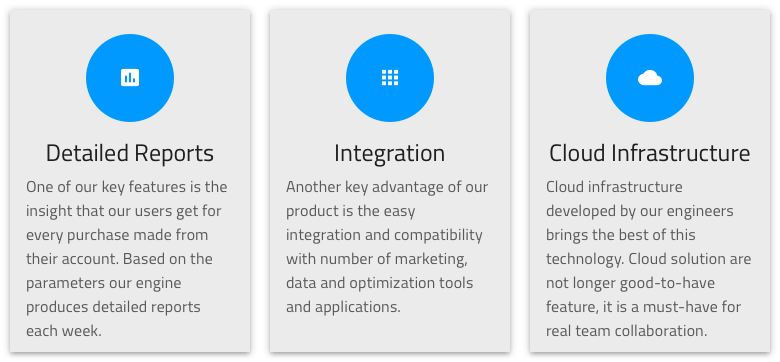 Detailed Reports
One of our key features is the
insight that our users get for
every purchase made from
their account. Based on the
parameters our engine
produces detailed reports
each week.
Integration
Another key advantage of our
product is the easy
integration and compatibility
with number of marketing,
data and optimization tools
and applications.
Cloud Infrastructure
Cloud infrastructure
developed by our engineers
brings the best of this
technology. Cloud solution are
not longer good-to-have
feature, it is a must-have for
real team collaboration.